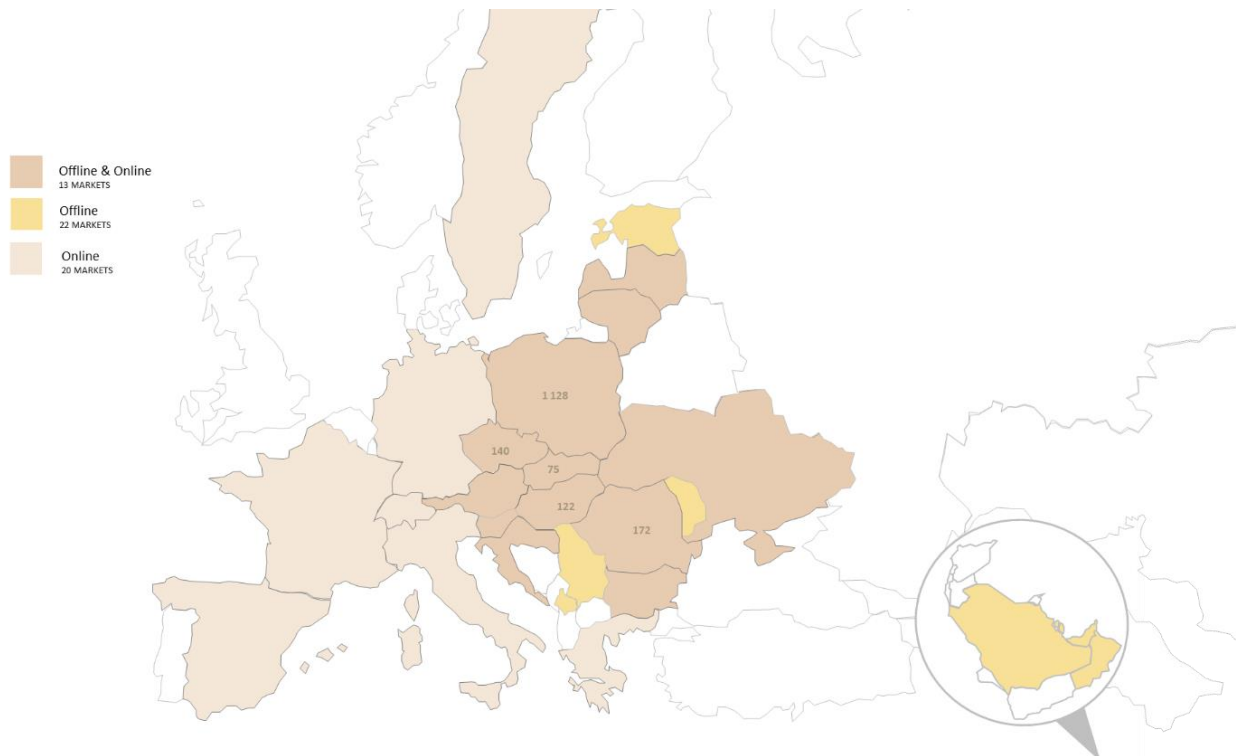 Offline & Online
13 MARKETS
Offline
22 MARKETS
Online
20 MARKETS
1 128
140
75
122
172